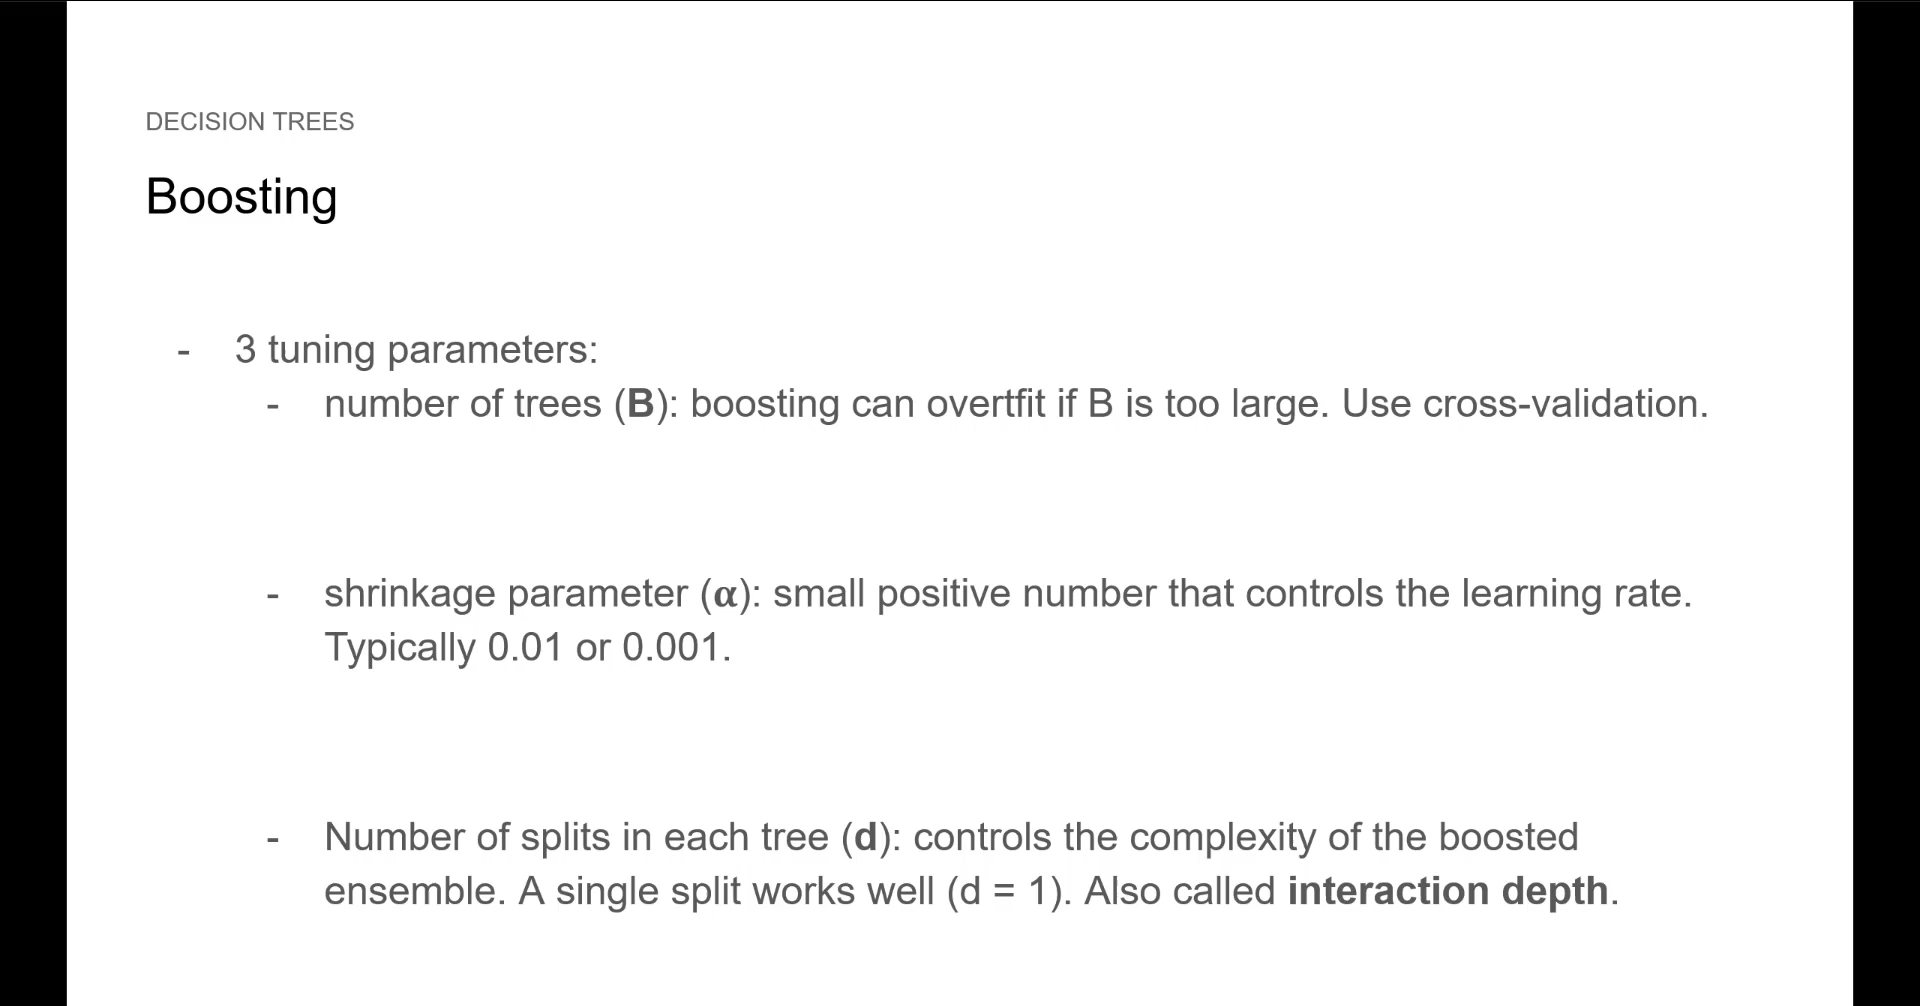 DECISION TREES
Boosting
- 3 tuning parameters:
- number of trees (B): boosting can overtfit if B is too large. Use cross-validation.
- shrinkage parameter (α): small positive number that controls the learning rate.
Typically 0.01 or 0.001.
- Number of splits in each tree (d): controls the complexity of the boosted
ensemble. A single split works well (d = 1). Also called interaction depth.